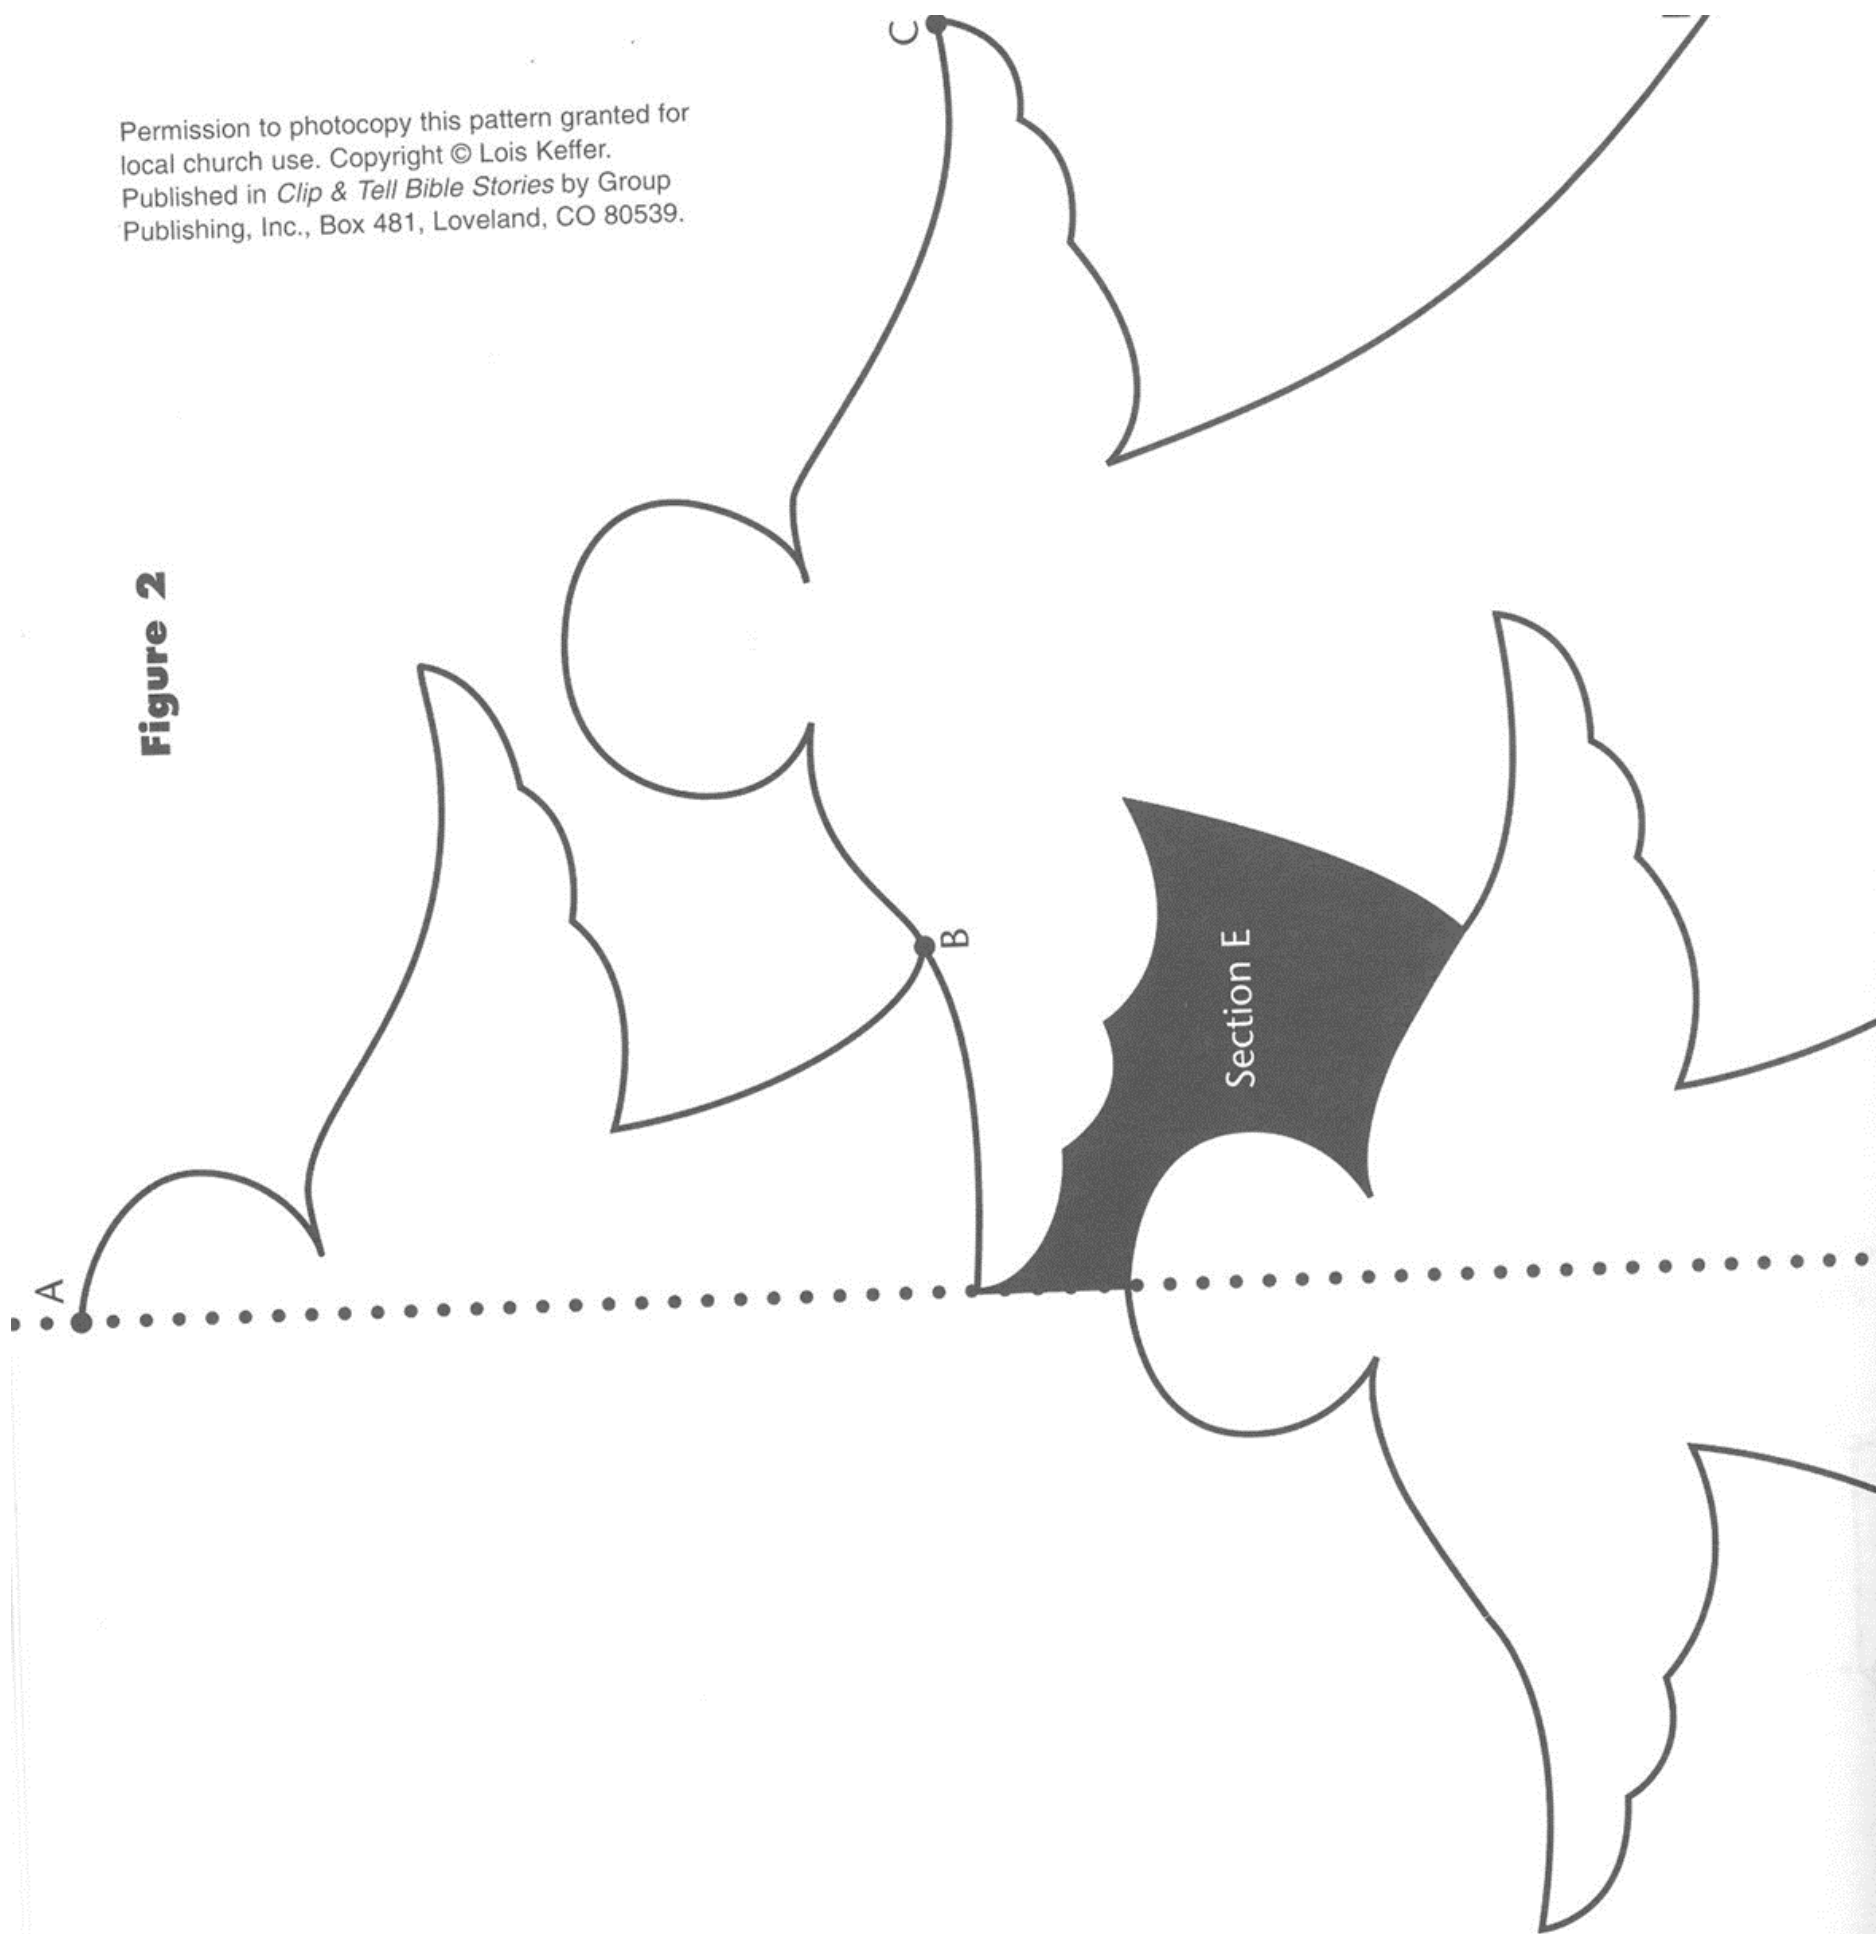 C
Permission to photocopy this pattern granted for
local church use. Copyright © Lois Keffer.
Published in Clip & Tell Bible Stories by Group
Publishing, Inc., Box 481, Loveland, CO 80539.
Figure 2
B
Section E
A